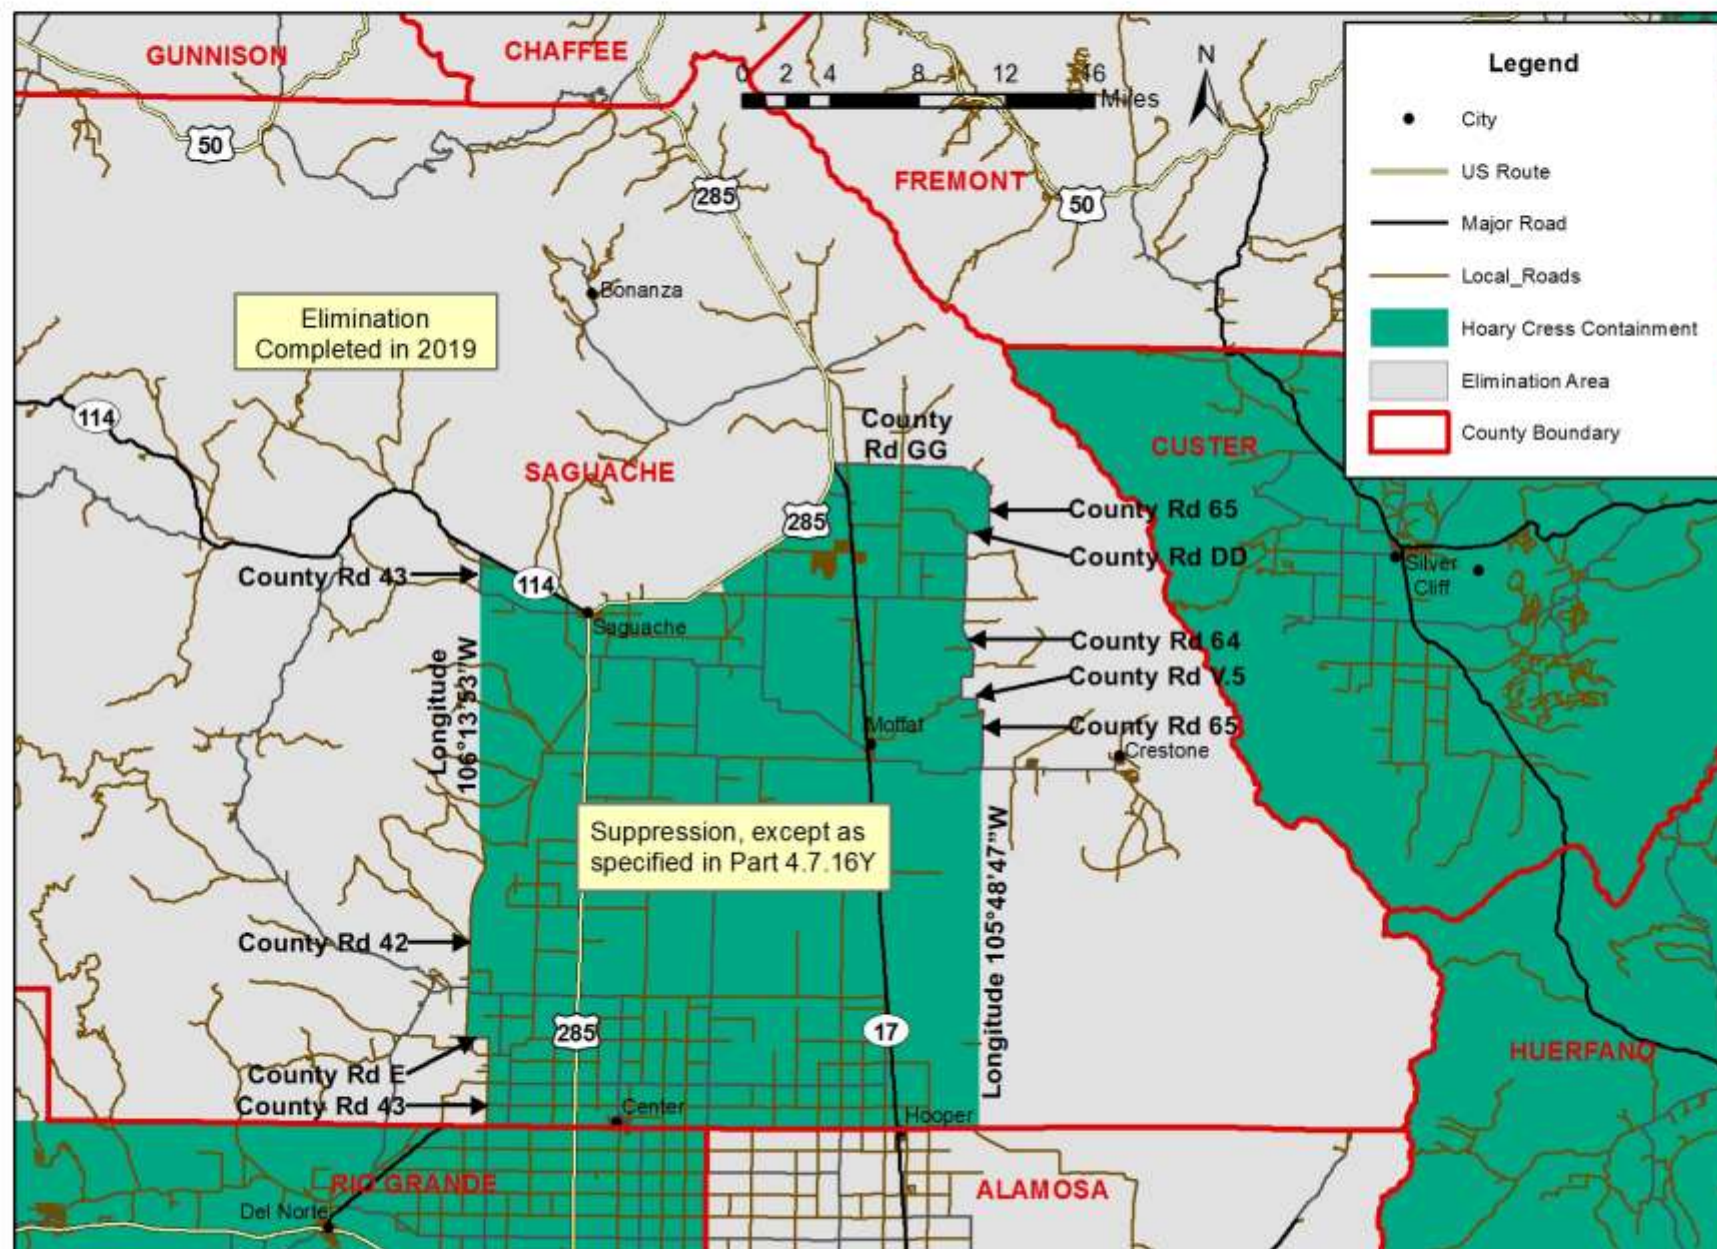 GUNNISON
CHAFFEE
0 2 4 8 12 16
Miles
N
Legend
City
US Route
Major Road
Local_Roads
Hoary Cress Containment
Elimination Area
County Boundary
50
285
FREMONT
50
Bonanza
Elimination
Completed in 2019
114
County
Rd GG
SAGUACHE
CUSTER
285
County Rd 65
County Rd DD
County Rd 43
114
Silver
Cliff
Saguache
County Rd 64
County Rd V.5
Longitude
106°13'53"W
Moffat
County Rd 65
Crestone
Suppression, except as
specified in Part 4.7.16Y
Longitude 105°48'47"W
County Rd 42
285
17
HUERFANO
County Rd E
County Rd 43
Center
Hooper
RIO GRANDE
ALAMOSA
Del Norte